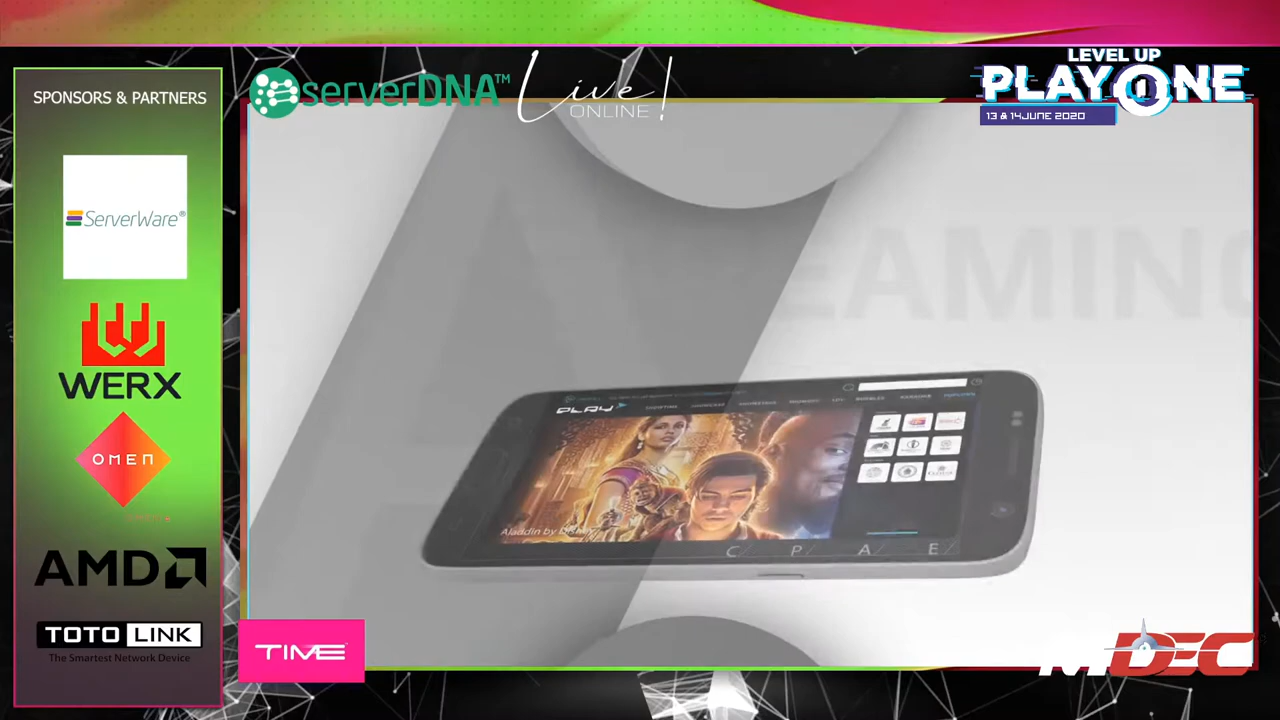 LEVEL UP
PLAY ONE
13 & 14 JUNE 2020
serverDNA™ Live!
ONLINE
SPONSORS & PARTNERS
ServerWare®
WERX
OMEN
AMD
TOTO LINK
The Smartest Network Device
TIME
MDEC
EAMING
PLAY
Aladdin by Disney
C/ P/ A/ E/